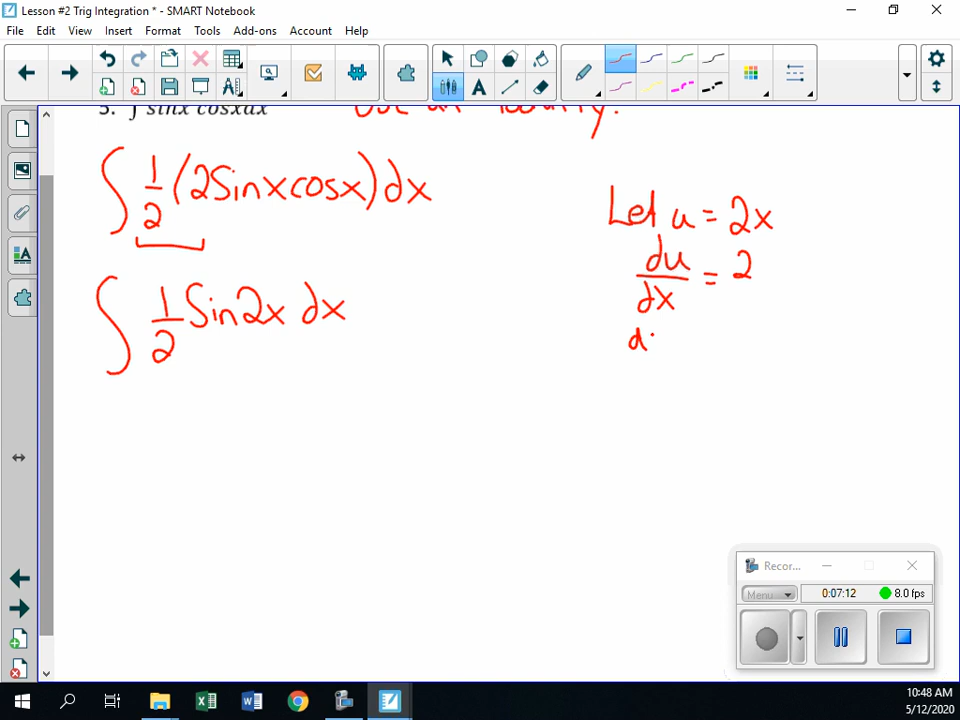 Lesson #2 Trig Integration * - SMART Notebook
File Edit View Insert Format Tools Add-ons Account Help
∫ sinx cosxdx
∫ 1/2 (2Sinxcosx) dx
Let u = 2x
du/dx = 2
∫ 1/2 Sin2x dx
Recor...
Menu
0:07:12
8.0 fps
10:48 AM
5/12/2020